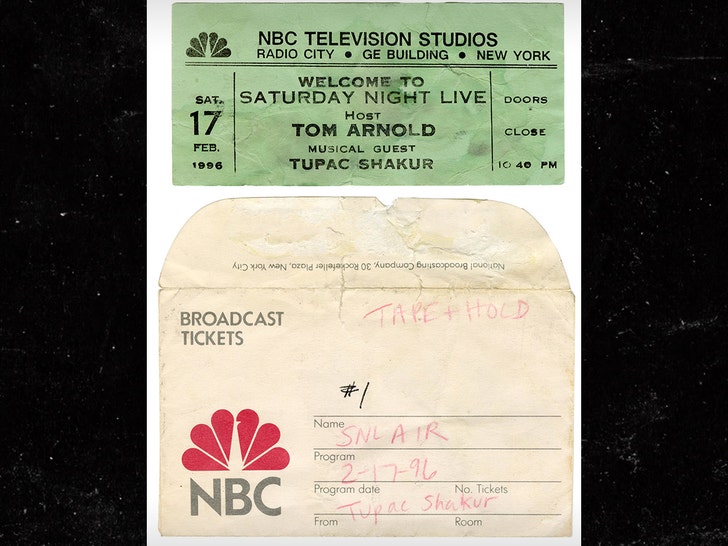 NBC TELEVISION STUDIOS
RADIO CITY • GE BUILDING • NEW YORK
SAT.
17
FEB.
1996
WELCOME TO
SATURDAY NIGHT LIVE
HOST
TOM ARNOLD
MUSICAL GUEST
TUPAC SHAKUR
DOORS
CLOSE
10 40 PM
National Broadcasting Company, 30 Rockefeller Plaza, New York City
BROADCAST
TICKETS
TAPE + HOLD
#1
Name
SNL AIR
Program
2-17-96
Program date No. Tickets
Tupac Shakur
From Room
NBC